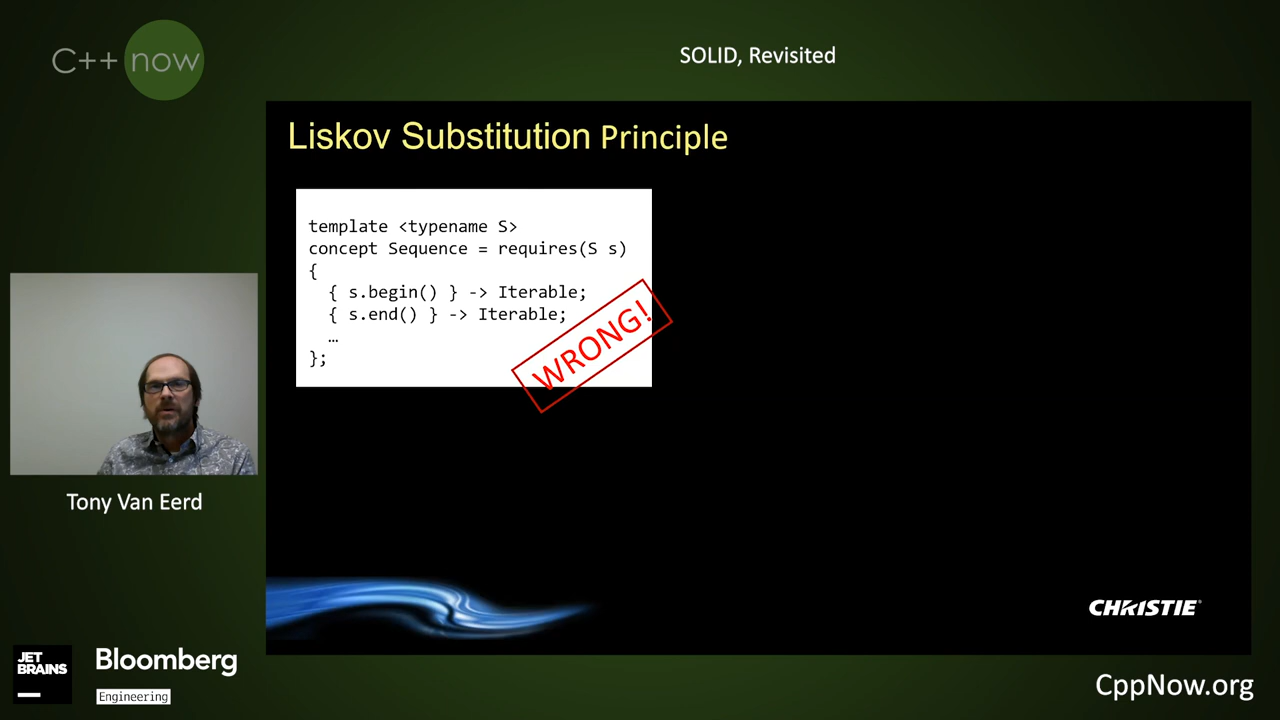 C++ now
SOLID, Revisited
Liskov Substitution Principle
template <typename S>
concept Sequence = requires(S s)
{
{ s.begin() } -> Iterable;
{ s.end() } -> Iterable;
…
};
WRONG!
Tony Van Eerd
CHRISTIE
JET
BRAINS
Bloomberg
Engineering
CppNow.org